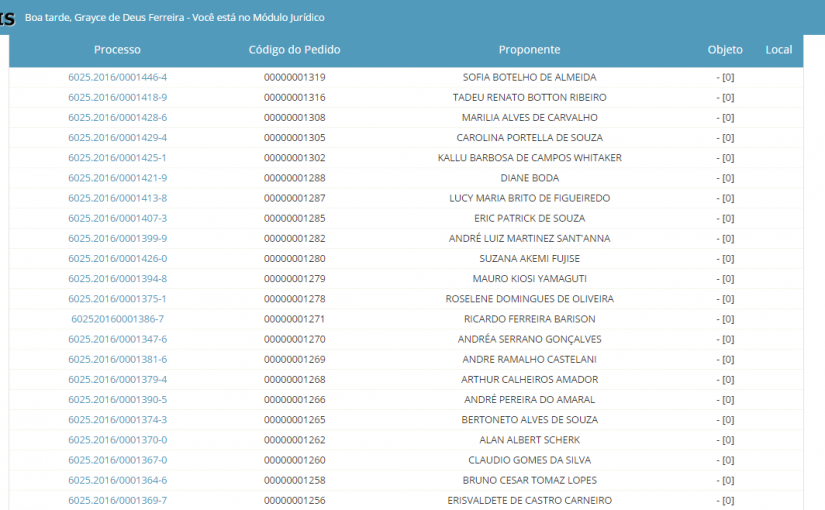 IS Boa tarde, Grayce de Deus Ferreira - Você está no Módulo Jurídico
Processo Código do Pedido Proponente Objeto Local
6025.2016/0001446-4 00000001319 SOFIA BOTELHO DE ALMEIDA - [0]
6025.2016/0001418-9 00000001316 TADEU RENATO BOTTON RIBEIRO - [0]
6025.2016/0001428-6 00000001308 MARILIA ALVES DE CARVALHO - [0]
6025.2016/0001429-4 00000001305 CAROLINA PORTELLA DE SOUZA - [0]
6025.2016/0001425-1 00000001302 KALLU BARBOSA DE CAMPOS WHITAKER - [0]
6025.2016/0001421-9 00000001288 DIANE BODA - [0]
6025.2016/0001413-8 00000001287 LUCY MARIA BRITO DE FIGUEIREDO - [0]
6025.2016/0001407-3 00000001285 ERIC PATRICK DE SOUZA - [0]
6025.2016/0001399-9 00000001282 ANDRÉ LUIZ MARTINEZ SANT'ANNA - [0]
6025.2016/0001426-0 00000001280 SUZANA AKEMI FUJISE - [0]
6025.2016/0001394-8 00000001279 MAURO KIOSI YAMAGUTI - [0]
6025.2016/0001375-1 00000001278 ROSELENE DOMINGUES DE OLIVEIRA - [0]
602520160001386-7 00000001271 RICARDO FERREIRA BARISON - [0]
6025.2016/0001347-6 00000001270 ANDRÉA SERRANO GONÇALVES - [0]
6025.2016/0001381-6 00000001269 ANDRE RAMALHO CASTELANI - [0]
6025.2016/0001379-4 00000001268 ARTHUR CALHEIROS AMADOR - [0]
6025.2016/0001390-5 00000001266 ANDRÉ PEREIRA DO AMARAL - [0]
6025.2016/0001374-3 00000001265 BERTONETO ALVES DE SOUZA - [0]
6025.2016/0001370-0 00000001262 ALAN ALBERT SCHERK - [0]
6025.2016/0001367-0 00000001260 CLAUDIO GOMES DA SILVA - [0]
6025.2016/0001364-6 00000001258 BRUNO CESAR TOMAZ LOPES - [0]
6025.2016/0001369-7 00000001256 ERISVALDETE DE CASTRO CARNEIRO - [0]